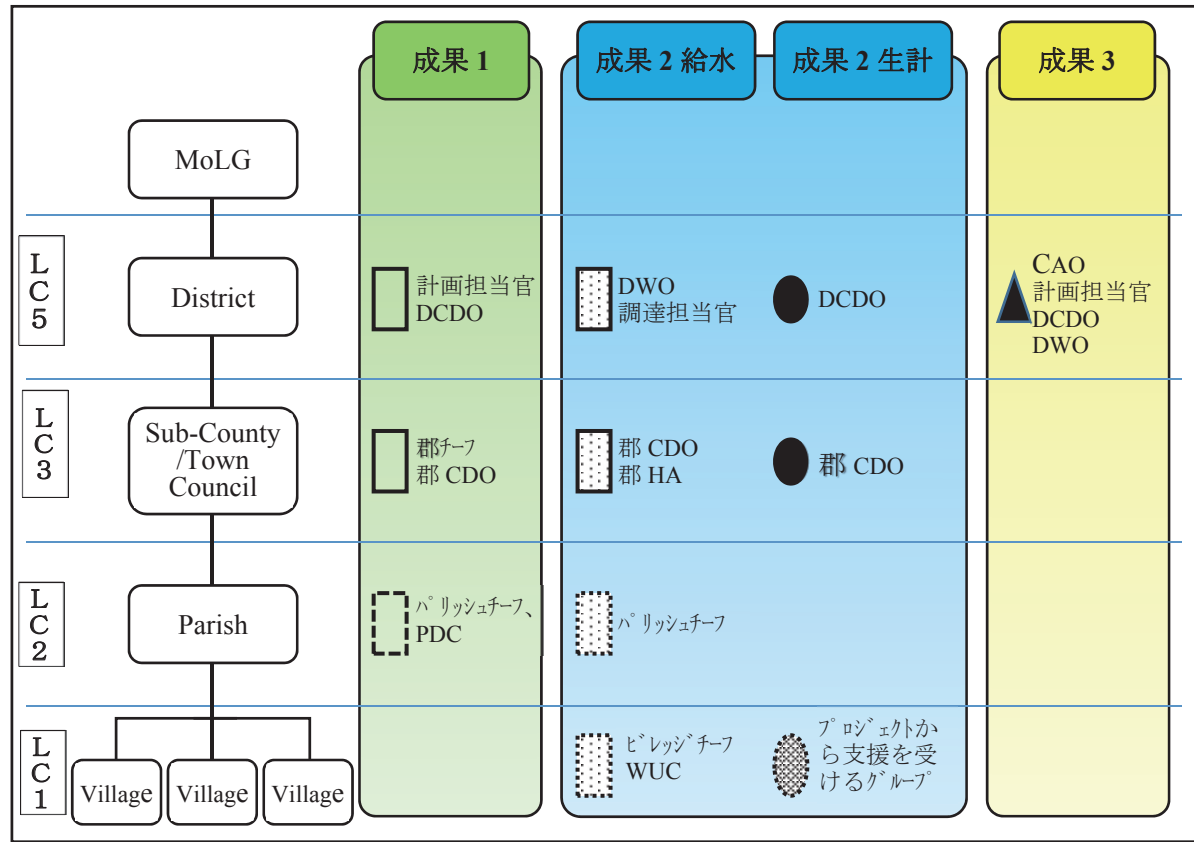 成果 1
成果 2 給水
成果 2 生計
成果 3
MoLG
LC5
District
計画担当官
DCDO
DWO
調達担当官
DCDO
CAO
計画担当官
DCDO
DWO
LC3
Sub-County
/Town
Council
郡ﾁｰﾌ
郡 CDO
郡 CDO
郡 HA
郡 CDO
LC2
Parish
ﾊﾟﾘｯｼｭﾁｰﾌ、
PDC
ﾊﾟﾘｯｼｭﾁｰﾌ
LC1
Village
Village
Village
ﾋﾞﾚｯｼﾞﾁｰﾌ
WUC
ﾌﾟﾛｼﾞｪｸﾄか
ら支援を受
けるｸﾞﾙｰﾌﾟ